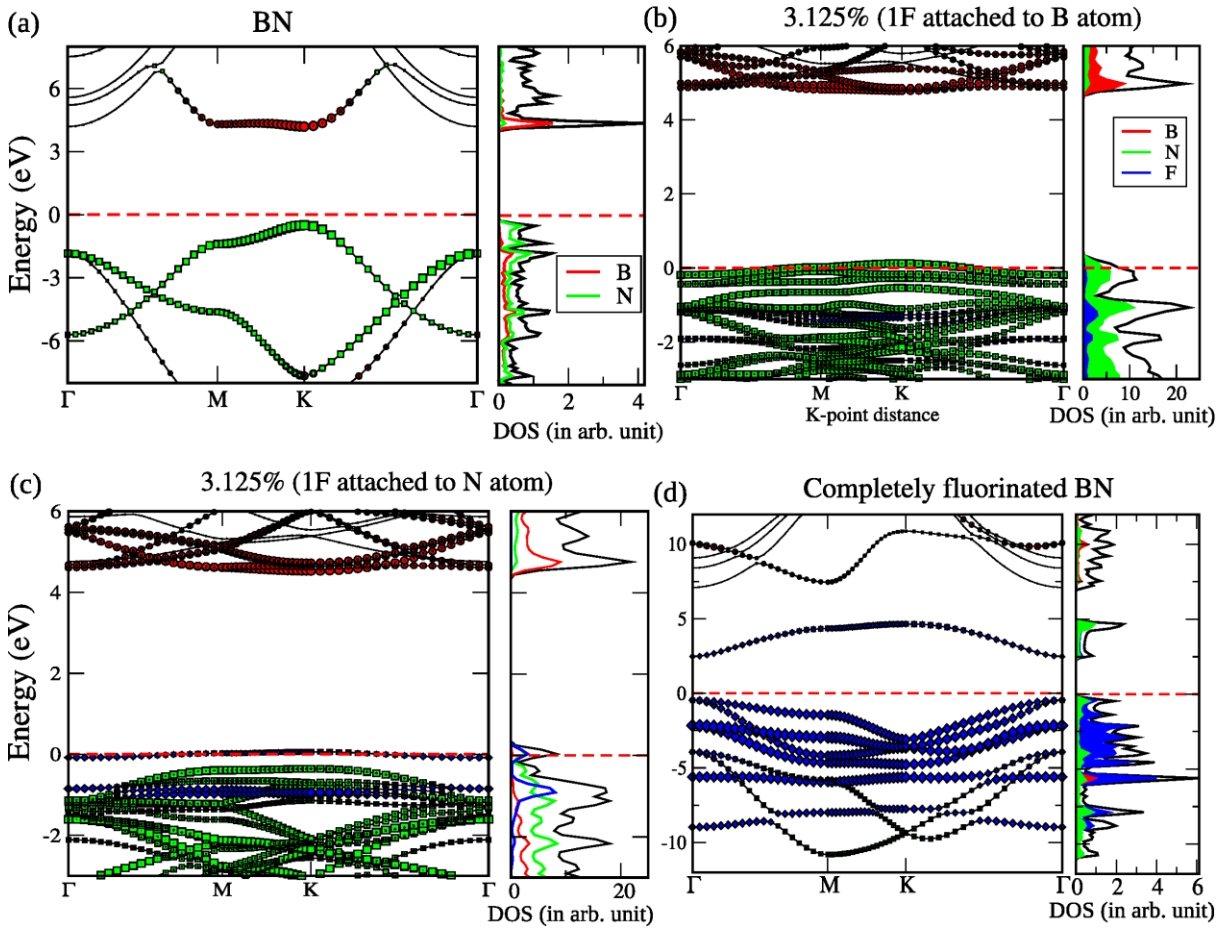 (a)
BN
Energy (eV)
6
3
0
-3
-6
Γ
M
K
Γ
B
N
0
2
4
DOS (in arb. unit)
(b)
3.125% (1F attached to B atom)
6
4
2
0
-2
Γ
M
K
Γ
K-point distance
B
N
F
0
10
20
DOS (in arb. unit)
(c)
3.125% (1F attached to N atom)
Energy (eV)
6
4
2
0
-2
Γ
M
K
Γ
0
10
20
DOS (in arb. unit)
(d)
Completely fluorinated BN
10
5
0
-5
-10
Γ
M
K
Γ
0
1
2
3
4
5
6
DOS (in arb. unit)